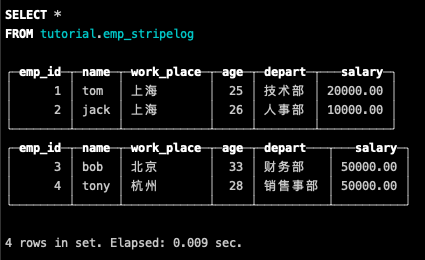 SELECT *
FROM tutorial.emp_stripelog
emp_id name work_place age depart salary
1 tom 上海 25 技术部 20000.00
2 jack 上海 26 人事部 10000.00
emp_id name work_place age depart salary
3 bob 北京 33 财务部 50000.00
4 tony 杭州 28 销售事部 50000.00
4 rows in set. Elapsed: 0.009 sec.